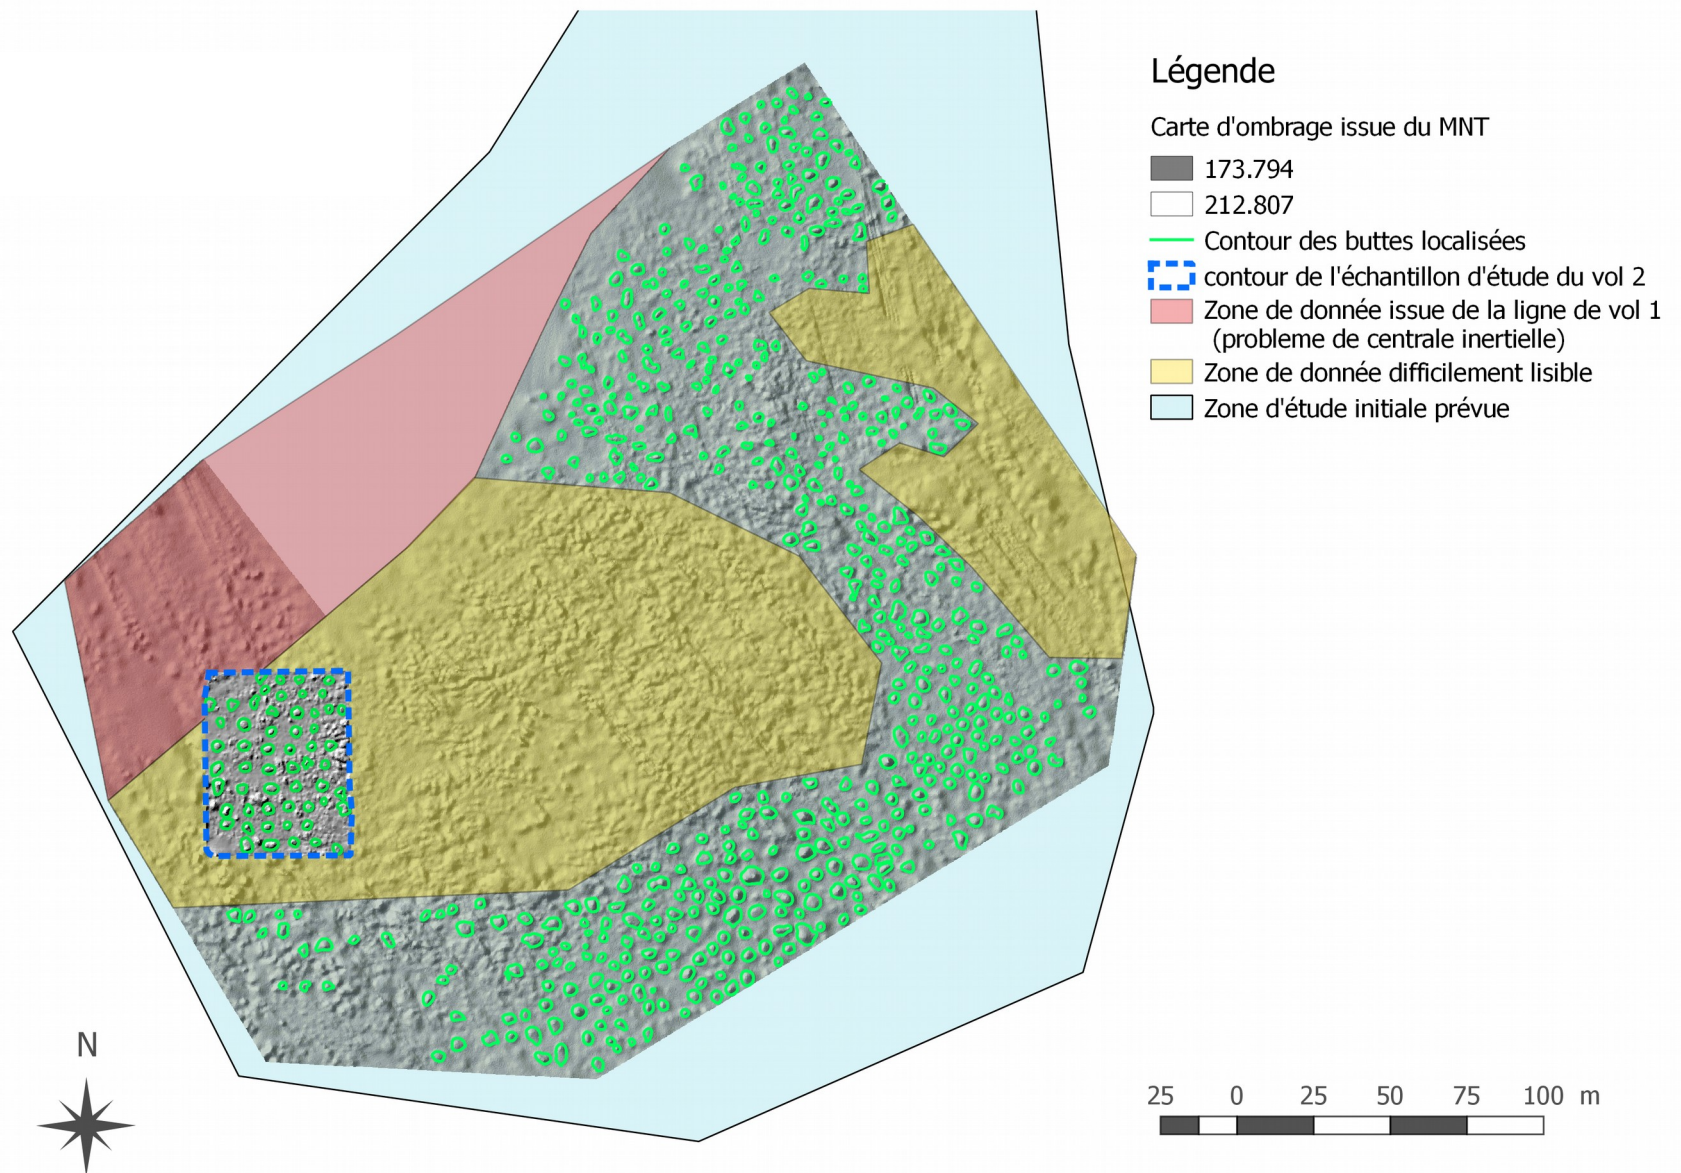 Légende
Carte d'ombrage issue du MNT
173.794
212.807
Contour des buttes localisées
contour de l'échantillon d'étude du vol 2
Zone de donnée issue de la ligne de vol 1
(probleme de centrale inertielle)
Zone de donnée difficilement lisible
Zone d'étude initiale prévue
N
25 0 25 50 75 100 m